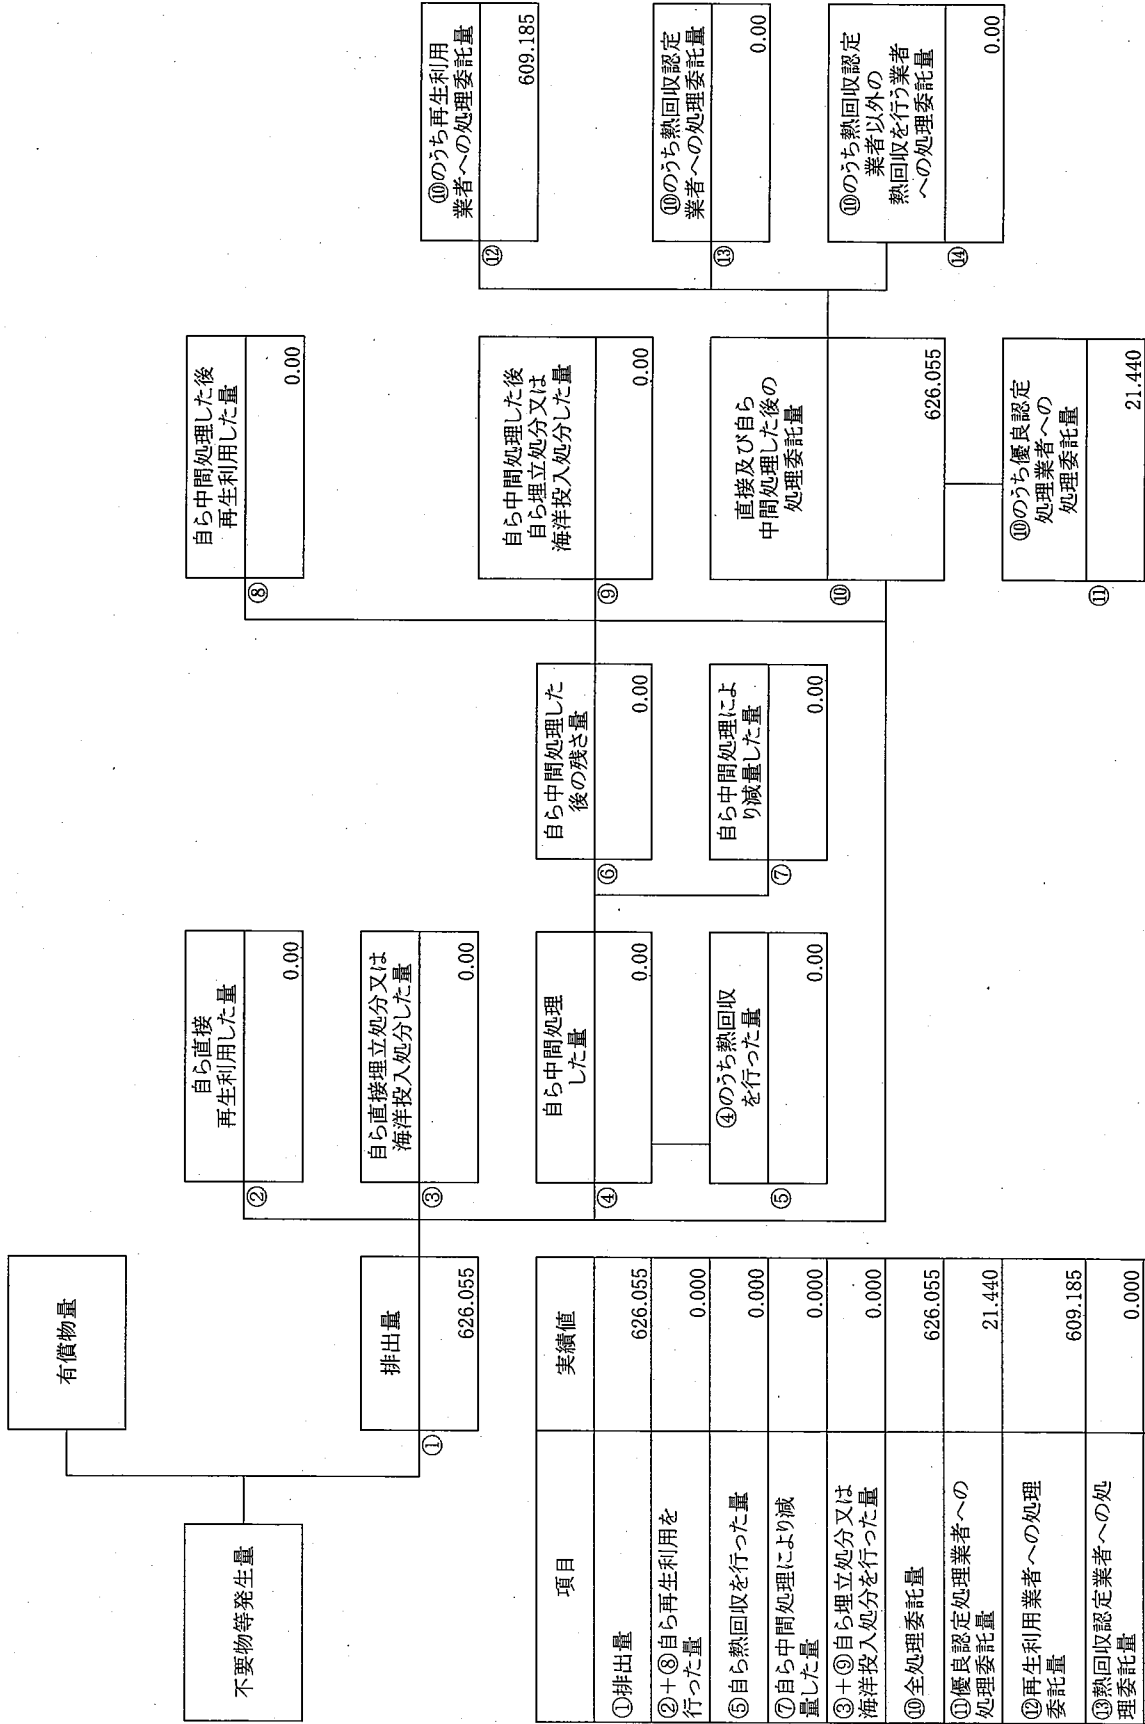 不要物等発生量
有償物量
排出量
①
626.055
自ら直接
再生利用した量
②
0.00
自ら直接埋立処分又は
海洋投入処分した量
③
0.00
自ら中間処理
した量
④
0.00
④のうち熱回収
を行った量
⑤
0.00
自ら中間処理した
後の残さ量
⑥
0.00
自ら中間処理によ
り減量した量
⑦
0.00
自ら中間処理した後
再生利用した量
⑧
0.00
自ら中間処理した後
自ら埋立処分又は
海洋投入処分した量
⑨
0.00
直接及び自ら
中間処理した後の
処理委託量
⑩
626.055
⑩のうち優良認定
処理業者への
処理委託量
⑪
21.440
⑩のうち再生利用
業者への処理委託量
⑫
609.185
⑩のうち熱回収認定
業者への処理委託量
⑬
0.00
⑩のうち熱回収認定
業者以外の
熱回収を行う業者
への処理委託量
⑭
0.00
項目 実績値
①排出量 626.055
②+⑧自ら再生利用を
行った量 0.000
⑤自ら熱回収を行った量 0.000
⑦自ら中間処理により減
量した量 0.000
③+⑨自ら埋立処分又は
海洋投入処分を行った量 0.000
⑩全処理委託量 626.055
⑪優良認定処理業者への
処理委託量 21.440
⑫再生利用業者への処理
委託量 609.185
⑬熱回収認定業者への処
理委託量 0.000